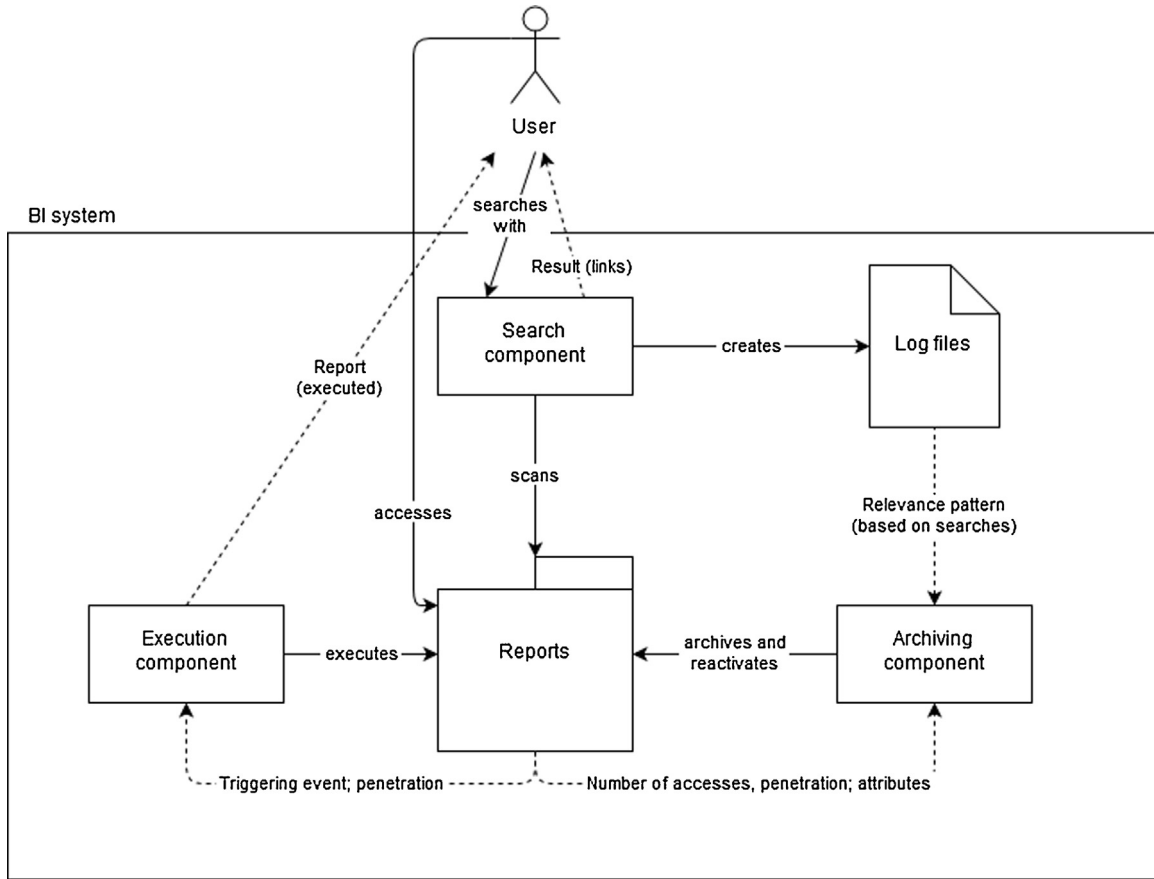 User
BI system
searches
with
Result (links)
Search
component
creates
Log files
Report
(executed)
scans
accesses
Relevance pattern
(based on searches)
Execution
component
executes
Reports
archives and
reactivates
Archiving
component
Triggering event; penetration
Number of accesses, penetration; attributes